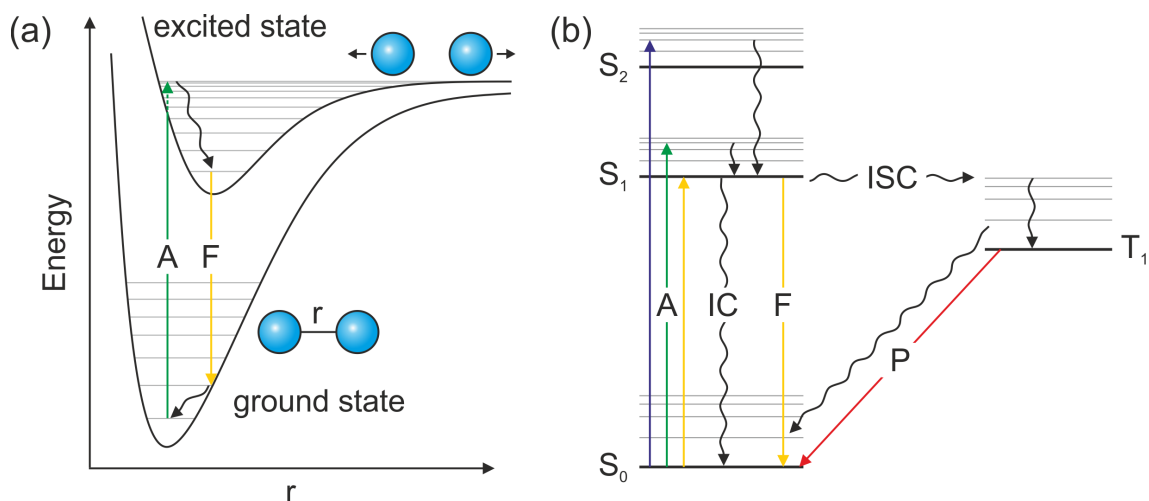 (a)
excited state
A
F
Energy
r
ground state
r
(b)
S2
S1
ISC
T1
A
IC
F
P
S0